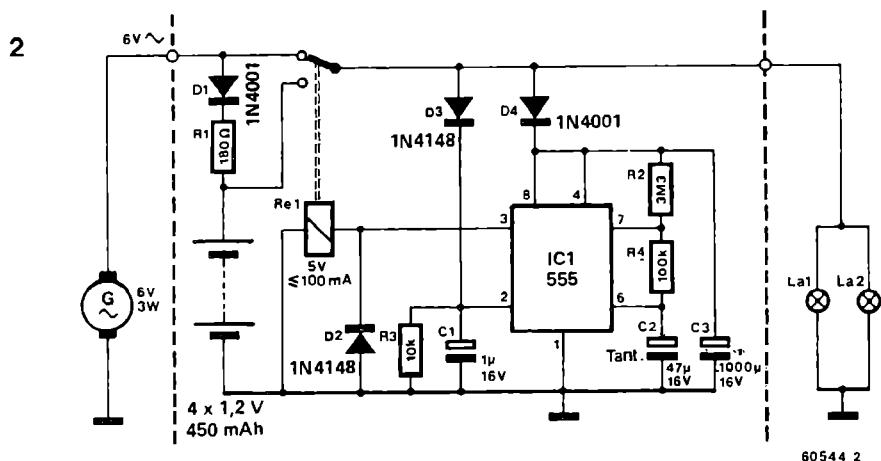 2
6V ∿
D1
1N4001
R1
180Ω
Re1
5V
≤100mA
G
∿
6V
3W
4 x 1,2 V
450 mAh
D2
1N4148
R3
10k
C1
1µ
16V
D3
1N4148
D4
1N4001
8
4
3
7
2
6
1
IC1
555
R2
3M3
R4
100k
C2
Tant.
47µ
16V
C3
1000µ
16V
La1
La2
60544 2